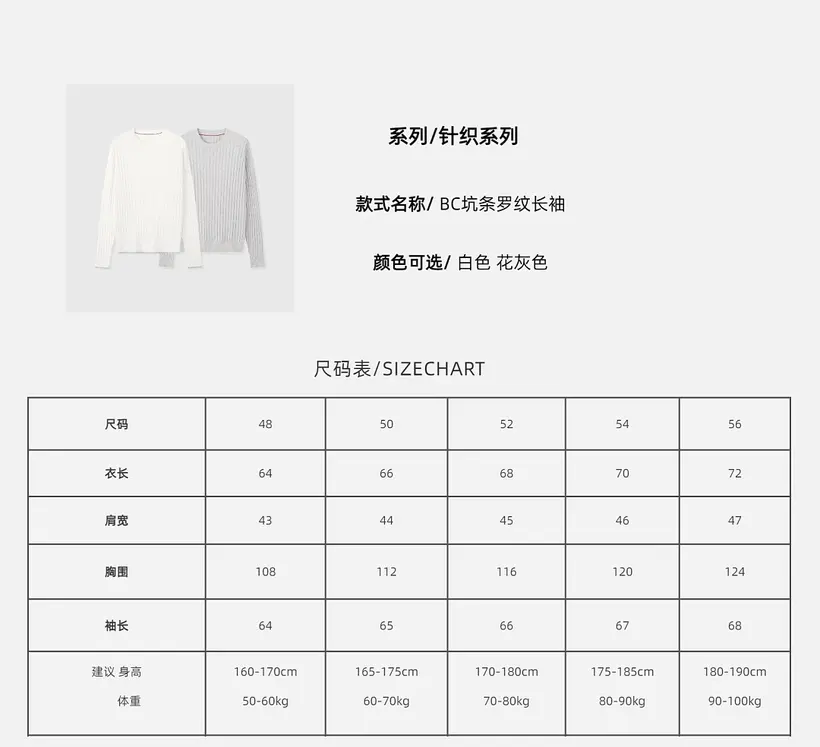 系列/针织系列
款式名称/ BC坑条罗纹长袖
颜色可选/ 白色 花灰色
尺码表/SIZECHART
尺码 48 50 52 54 56
衣长 64 66 68 70 72
肩宽 43 44 45 46 47
胸围 108 112 116 120 124
袖长 64 65 66 67 68
建议 身高 160-170cm 165-175cm 170-180cm 175-185cm 180-190cm
体重 50-60kg 60-70kg 70-80kg 80-90kg 90-100kg